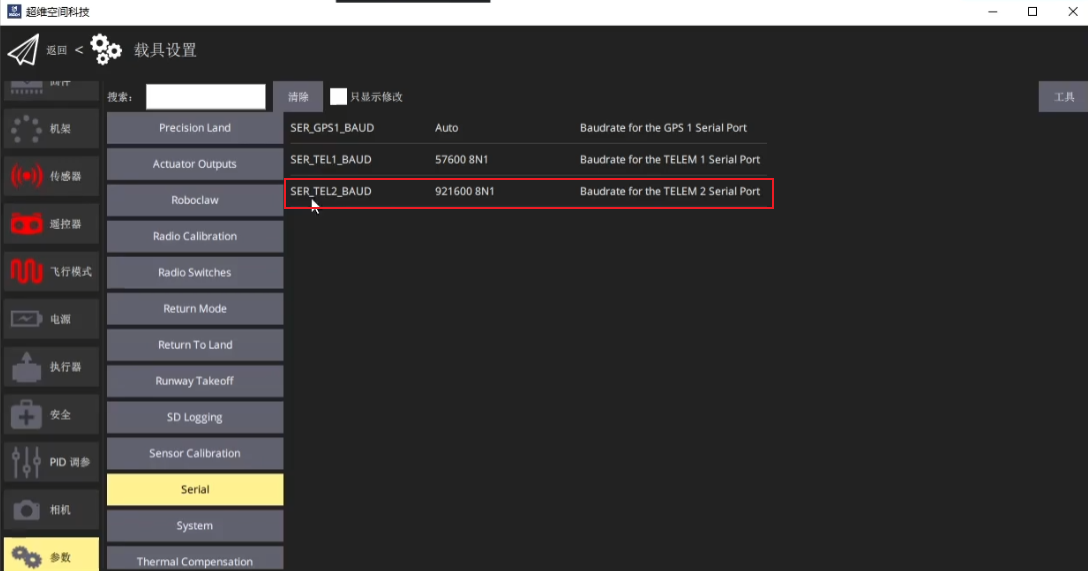 超维空间科技
返回 < 载具设置
固件
机架
传感器
遥控器
飞行模式
电源
执行器
安全
PID 调参
相机
参数
搜索:
清除
只显示修改
工具
Precision Land
Actuator Outputs
Roboclaw
Radio Calibration
Radio Switches
Return Mode
Return To Land
Runway Takeoff
SD Logging
Sensor Calibration
Serial
System
Thermal Compensation
SER_GPS1_BAUD Auto Baudrate for the GPS 1 Serial Port
SER_TEL1_BAUD 57600 8N1 Baudrate for the TELEM 1 Serial Port
SER_TEL2_BAUD 921600 8N1 Baudrate for the TELEM 2 Serial Port